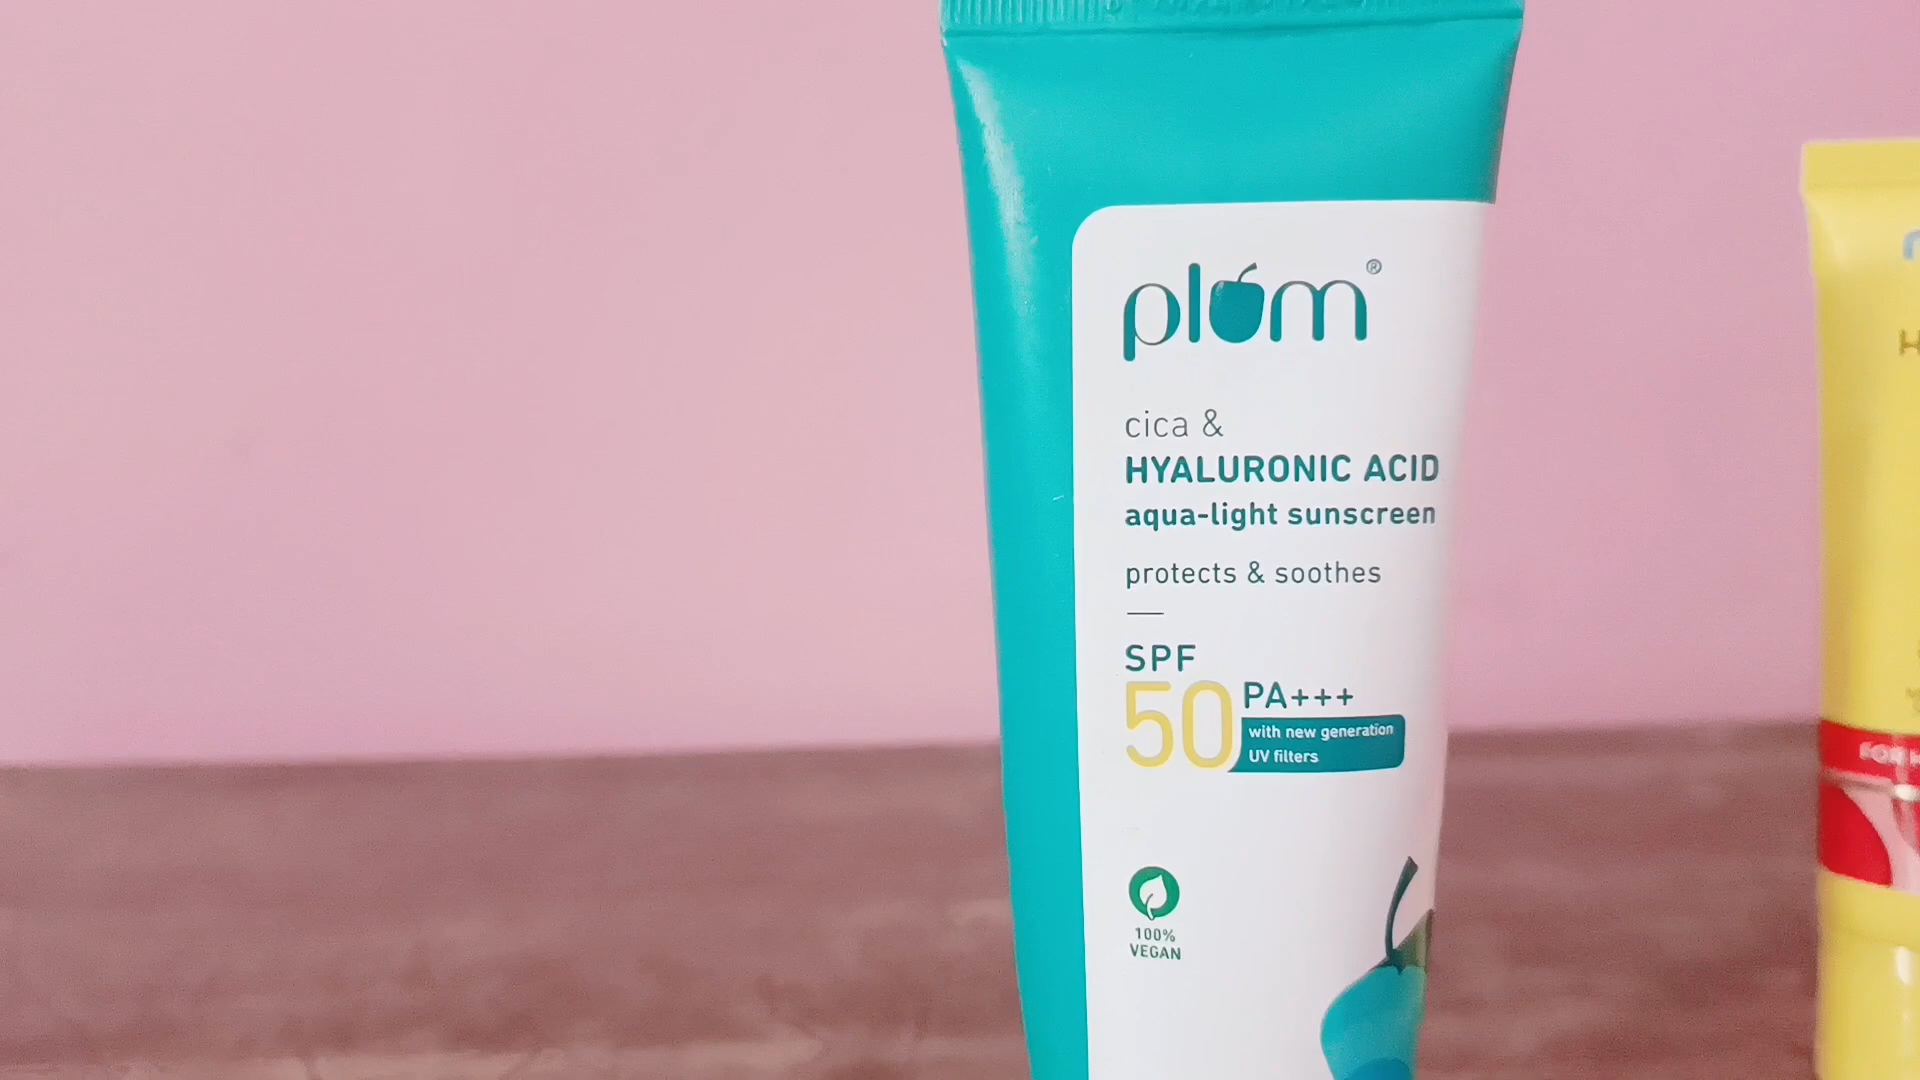 plum®
cica &
HYALURONIC ACID
aqua-light sunscreen
protects & soothes
SPF
50 PA+++
with new generation
UV filters
100%
VEGAN
FOR